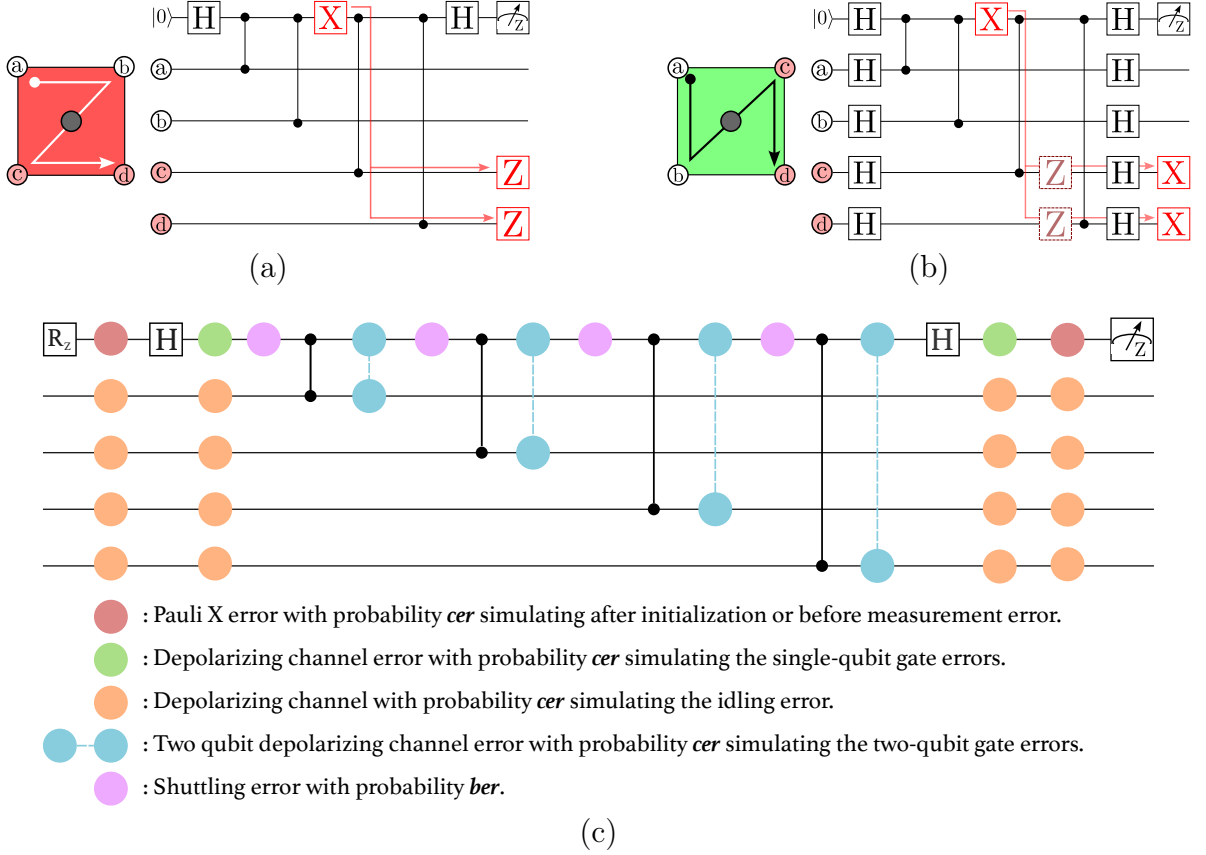 |0⟩ H X H Z
a b
a
b
c d
c Z
d Z
(a)
|0⟩ H X H Z
a c
a H H
b H H
b d
c H Z H X
d H Z H X
(b)
R_Z H H Z
: Pauli X error with probability cer simulating after initialization or before measurement error.
: Depolarizing channel error with probability cer simulating the single-qubit gate errors.
: Depolarizing channel with probability cer simulating the idling error.
: Two qubit depolarizing channel error with probability cer simulating the two-qubit gate errors.
: Shuttling error with probability ber.
(c)